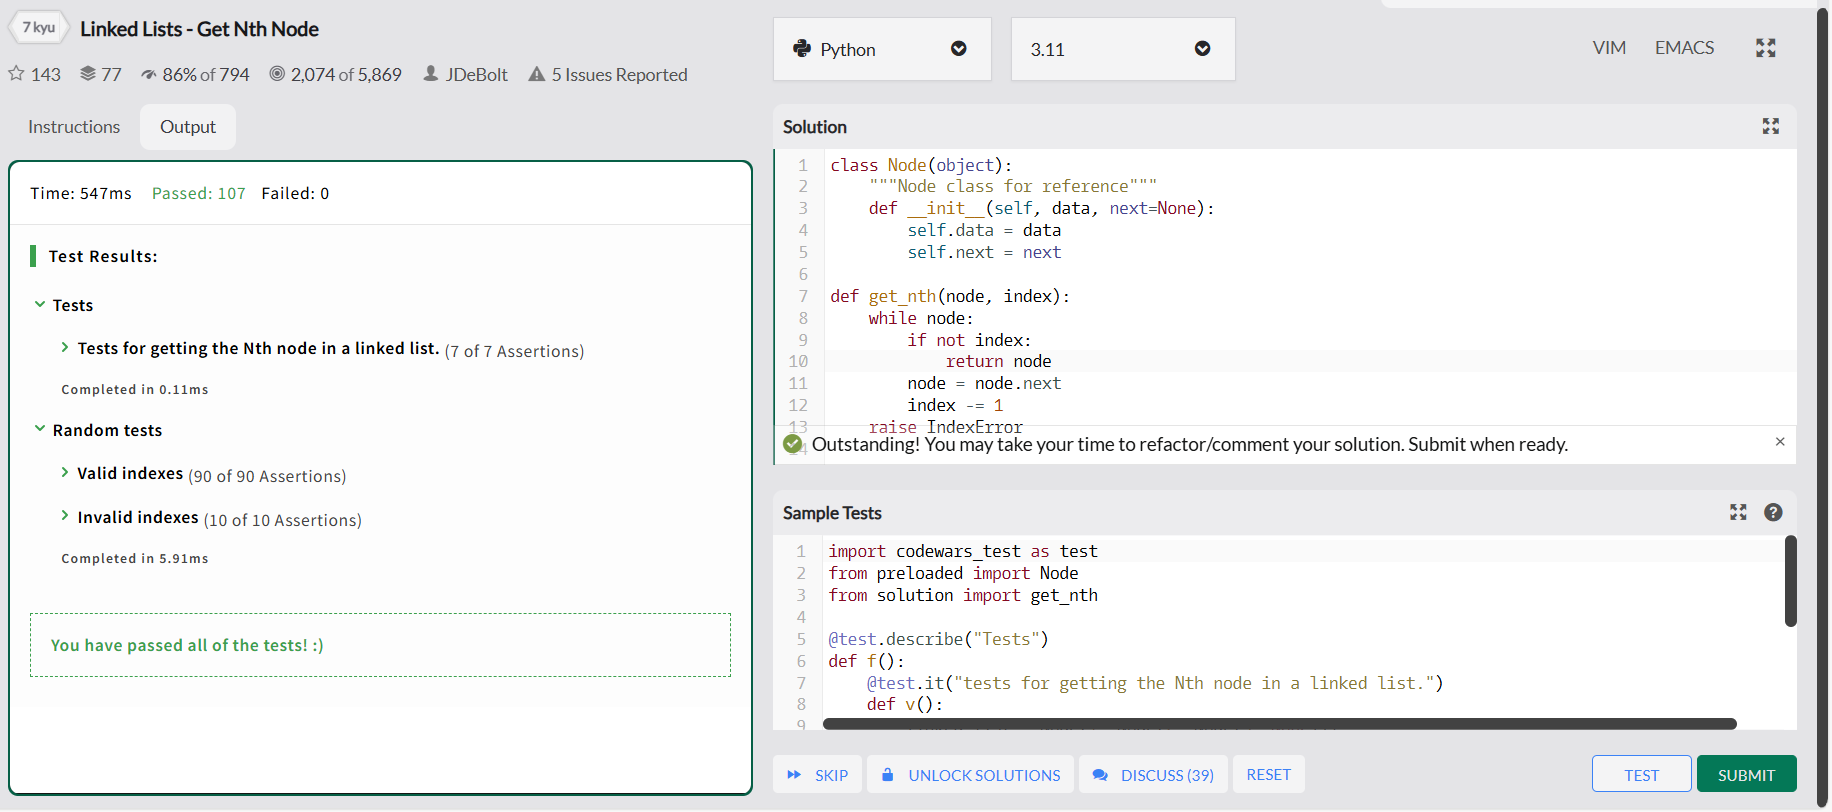 7 kyu
Linked Lists - Get Nth Node
143 77 86% of 794 2,074 of 5,869 JDeBolt 5 Issues Reported
Instructions Output
Time: 547ms Passed: 107 Failed: 0
Test Results:
Tests
Tests for getting the Nth node in a linked list. (7 of 7 Assertions)
Completed in 0.11ms
Random tests
Valid indexes (90 of 90 Assertions)
Invalid indexes (10 of 10 Assertions)
Completed in 5.91ms
You have passed all of the tests! :)
Python 3.11 VIM EMACS
Solution
1 class Node(object):
2     """Node class for reference"""
3     def __init__(self, data, next=None):
4         self.data = data
5         self.next = next
6
7 def get_nth(node, index):
8     while node:
9         if not index:
10             return node
11         node = node.next
12         index -= 1
13     raise IndexError
14
Outstanding! You may take your time to refactor/comment your solution. Submit when ready. ×
Sample Tests
1 import codewars_test as test
2 from preloaded import Node
3 from solution import get_nth
4
5 @test.describe("Tests")
6 def f():
7     @test.it("tests for getting the Nth node in a linked list.")
8     def v():
9
SKIP UNLOCK SOLUTIONS DISCUSS (39) RESET TEST SUBMIT